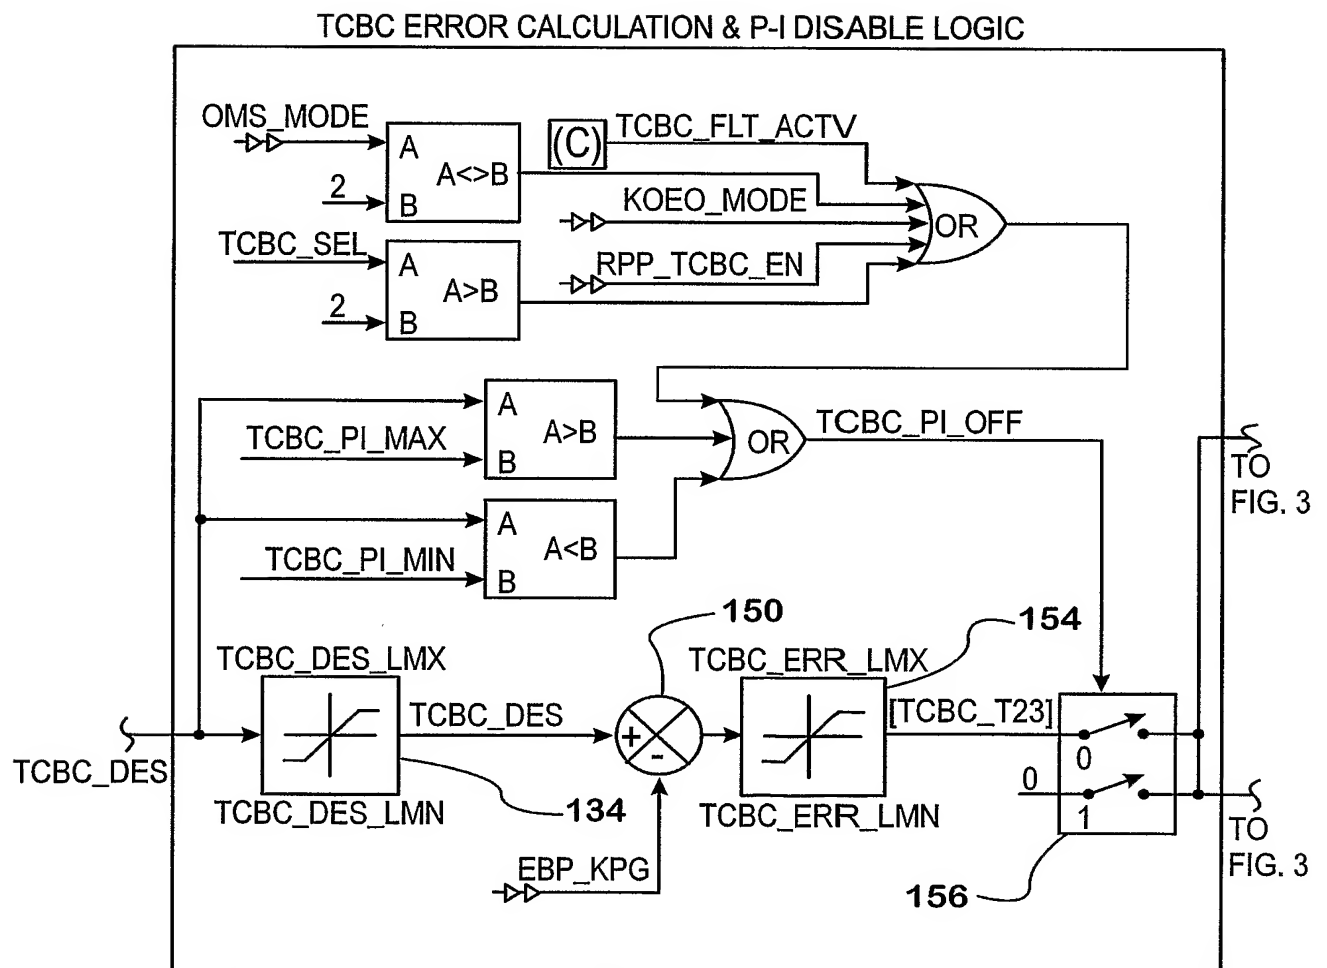 TCBC ERROR CALCULATION & P-I DISABLE LOGIC
OMS_MODE
A
A<>B
2
B
(C)
TCBC_FLT_ACTV
KOEO_MODE
OR
TCBC_SEL
A
A>B
2
B
RPP_TCBC_EN
A
A>B
TCBC_PI_MAX
B
OR
TCBC_PI_OFF
A
A<B
TCBC_PI_MIN
B
TO
FIG. 3
150
154
TCBC_DES_LMX
TCBC_ERR_LMX
TCBC_DES
TCBC_DES
+
-
[TCBC_T23]
0
0
1
TCBC_DES_LMN
134
TCBC_ERR_LMN
EBP_KPG
156
TO
FIG. 3